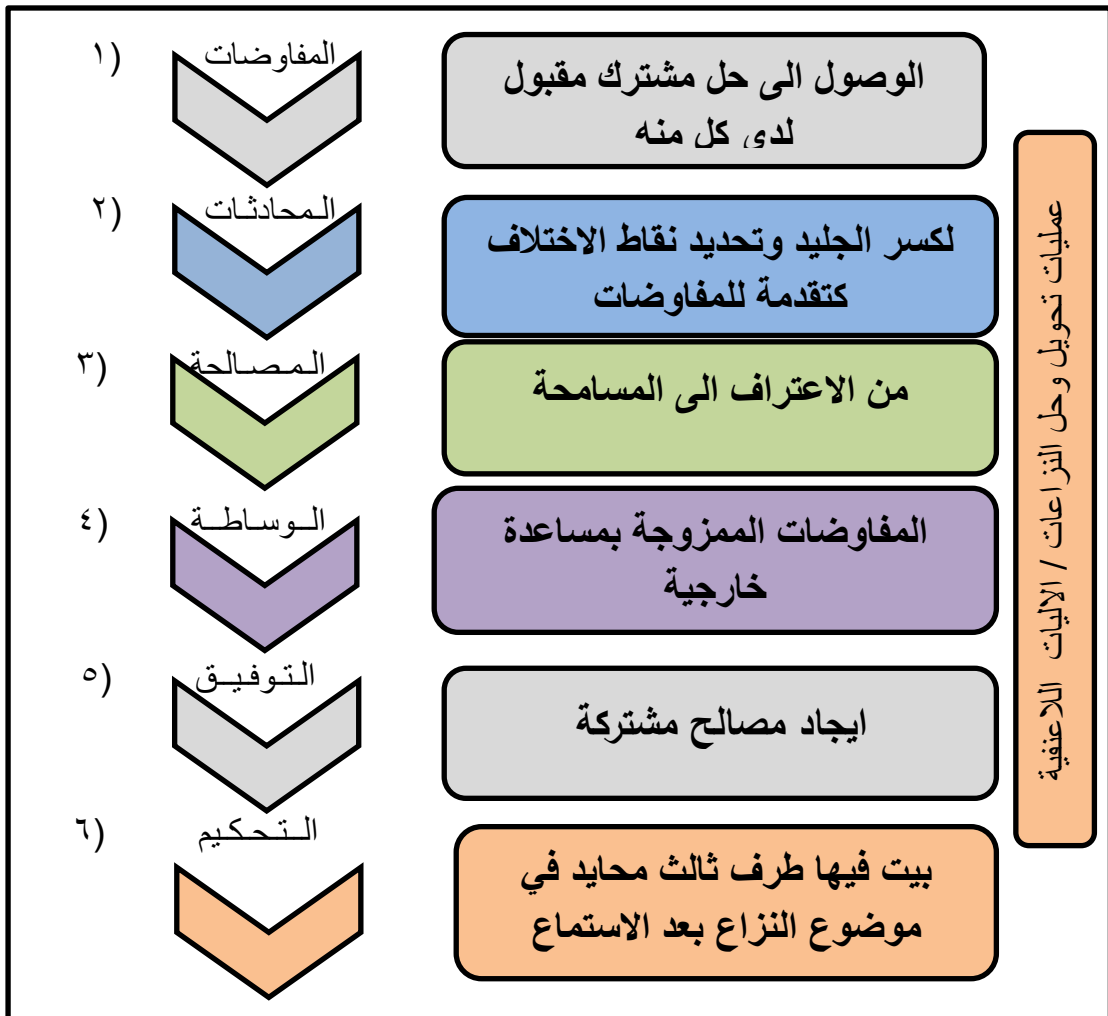 ١) المفاوضات
الوصول الى حل مشترك مقبول
لدى كل منه
٢) المحادثات
لكسر الجليد وتحديد نقاط الاختلاف
كتقدمة للمفاوضات
٣) المصالحة
من الاعتراف الى المسامحة
٤) الوساطة
المفاوضات الممزوجة بمساعدة
خارجية
٥) التوفيق
ايجاد مصالح مشتركة
٦) التحكيم
بيت فيها طرف ثالث محايد في
موضوع النزاع بعد الاستماع
عمليات تحويل وحل النزاعات / الاليات اللاعنفية